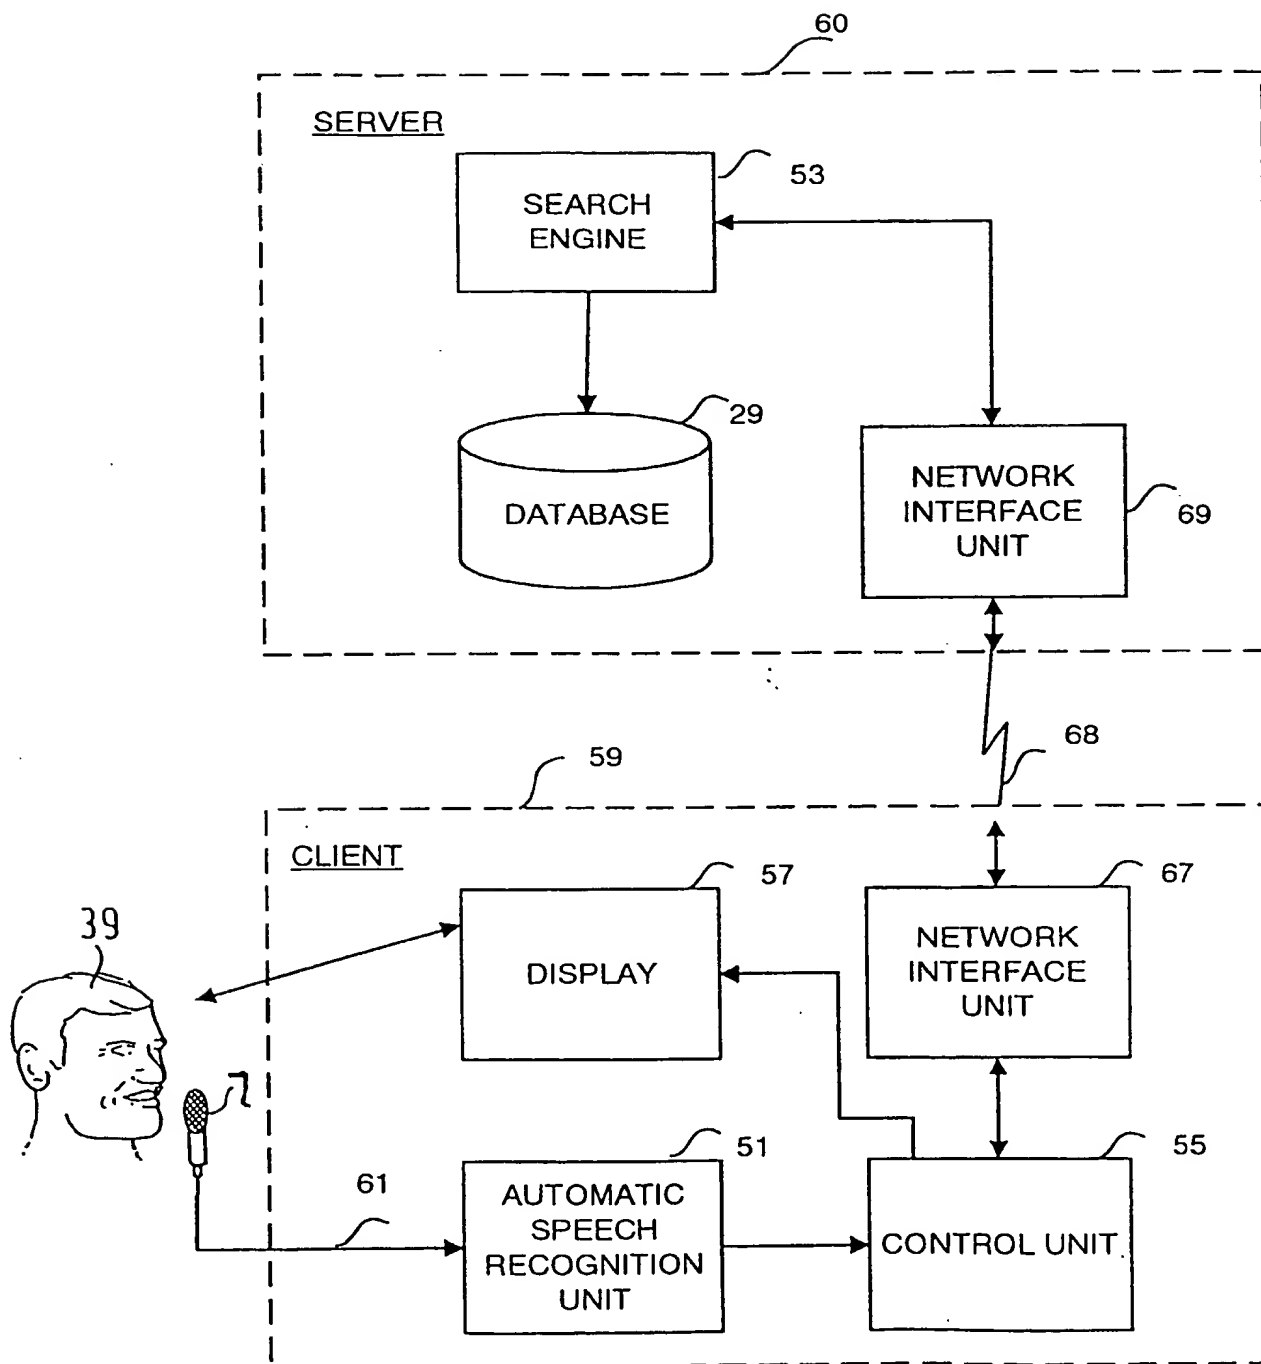 60
SERVER
53
SEARCH
ENGINE
29
DATABASE
NETWORK
INTERFACE
UNIT
69
68
59
CLIENT
57
67
39
DISPLAY
NETWORK
INTERFACE
UNIT
7
51
55
61
AUTOMATIC
SPEECH
RECOGNITION
UNIT
CONTROL UNIT